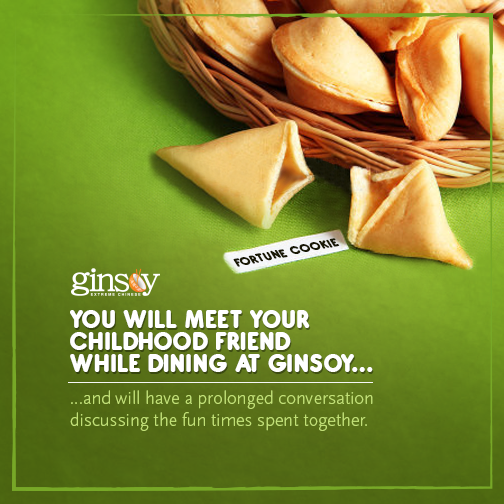 FORTUNE COOKIE
ginsoy
EXTREME CHINESE
YOU WILL MEET YOUR
CHILDHOOD FRIEND
WHILE DINING AT GINSOY...
...and will have a prolonged conversation
discussing the fun times spent together.